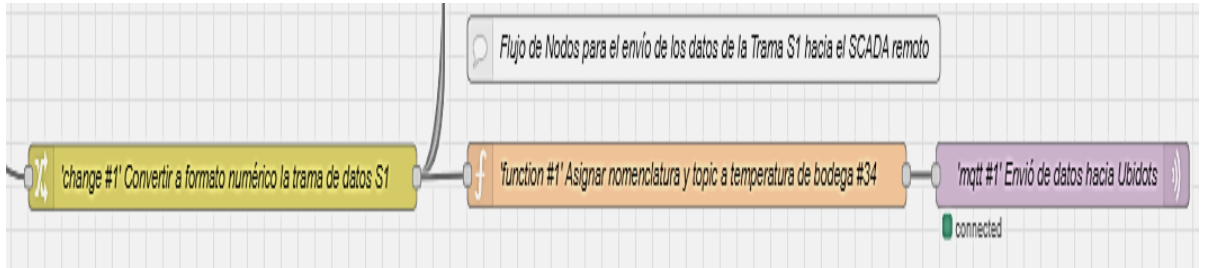 Flujo de Nodos para el envío de los datos de la Trama S1 hacia el SCADA remoto
'change #1' Convertir a formato numérico la trama de datos S1
'function #1' Asignar nomenclatura y topic a temperatura de bodega #34
'mqtt #1' Envió de datos hacia Ubidots
connected